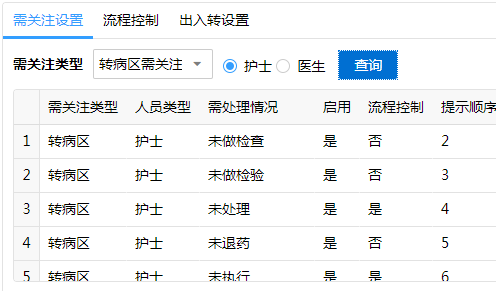 需关注设置 流程控制 出入转设置
需关注类型 转病区需关注 护士 医生 查询
需关注类型 人员类型 需处理情况 启用 流程控制 提示顺序
1 转病区 护士 未做检查 是 否 2
2 转病区 护士 未做检验 是 否 3
3 转病区 护士 未处理 是 是 4
4 转病区 护士 未退药 是 否 5
5 转病区 护士 未执行 是 是 6